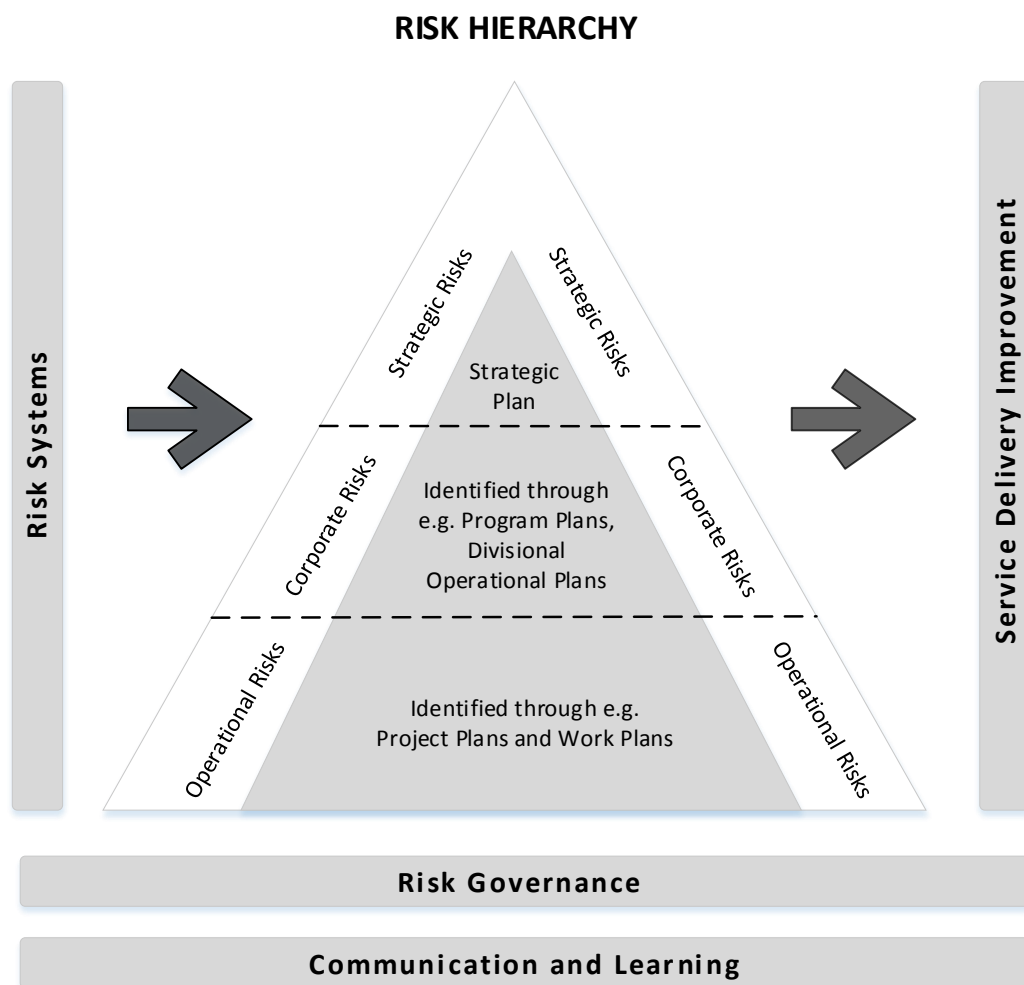 RISK HIERARCHY
Risk Systems
Strategic Risks
Strategic Risks
Strategic
Plan
Corporate Risks
Corporate Risks
Identified through
e.g. Program Plans,
Divisional
Operational Plans
Operational Risks
Operational Risks
Identified through e.g.
Project Plans and Work Plans
Service Delivery Improvement
Risk Governance
Communication and Learning